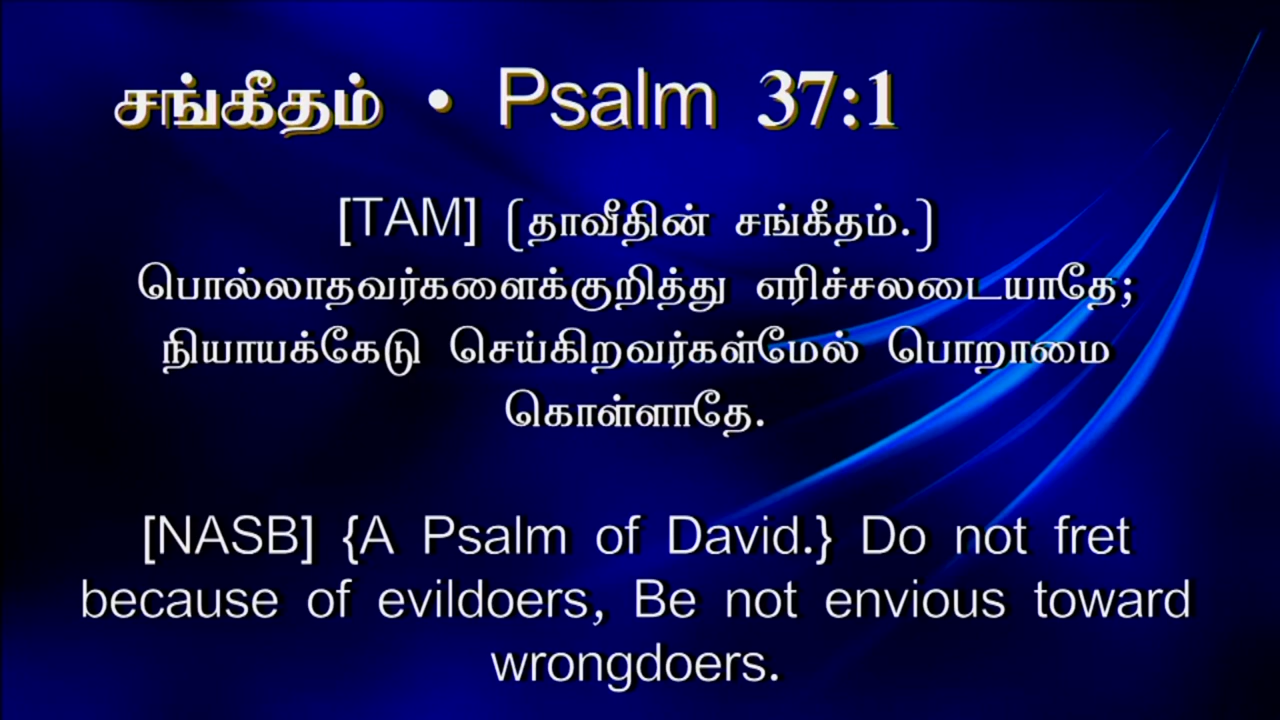 சங்கீதம் • Psalm 37:1
[TAM] (தாவீதின் சங்கீதம்.)
பொல்லாதவர்களைக்குறித்து எரிச்சலடையாதே;
நியாயக்கேடு செய்கிறவர்கள்மேல் பொறாமை
கொள்ளாதே.
[NASB] {A Psalm of David.} Do not fret
because of evildoers, Be not envious toward
wrongdoers.